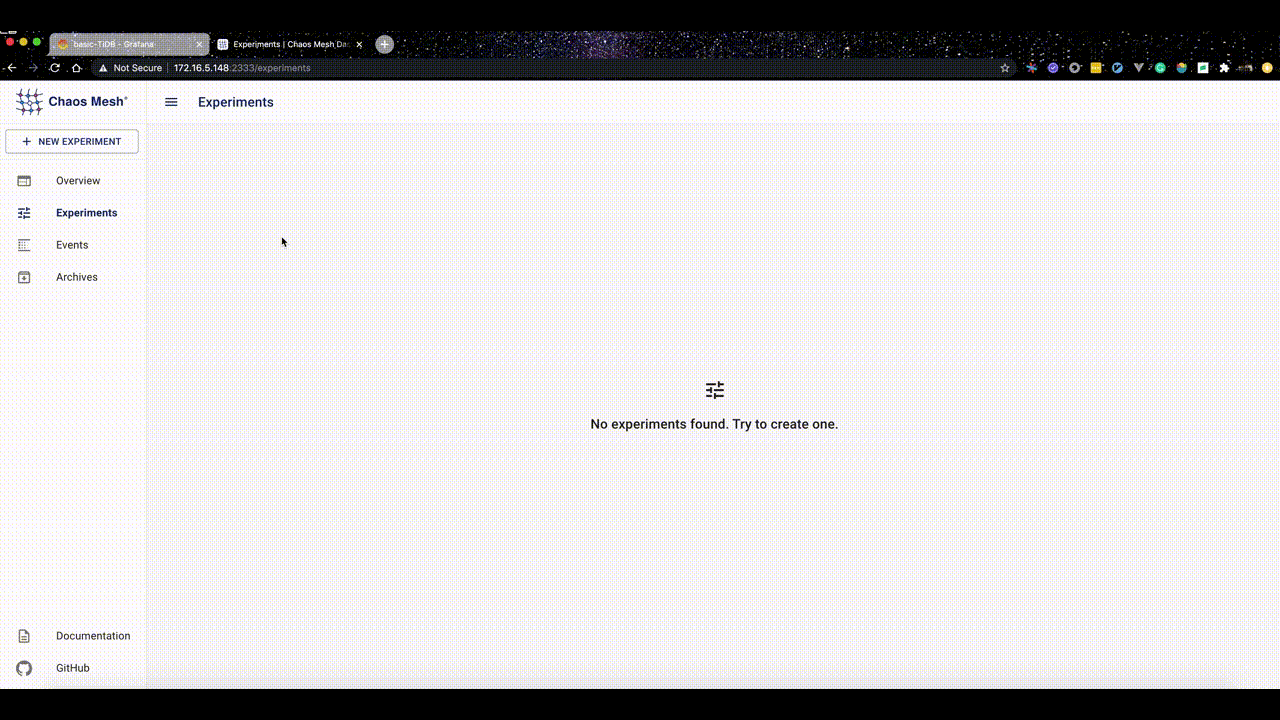 basic-TiDB - Grafana
Experiments | Chaos Mesh Da
Not Secure | 172.16.5.148:2333/experiments
Chaos Mesh®
Experiments
+ NEW EXPERIMENT
Overview
Experiments
Events
Archives
No experiments found. Try to create one.
Documentation
GitHub